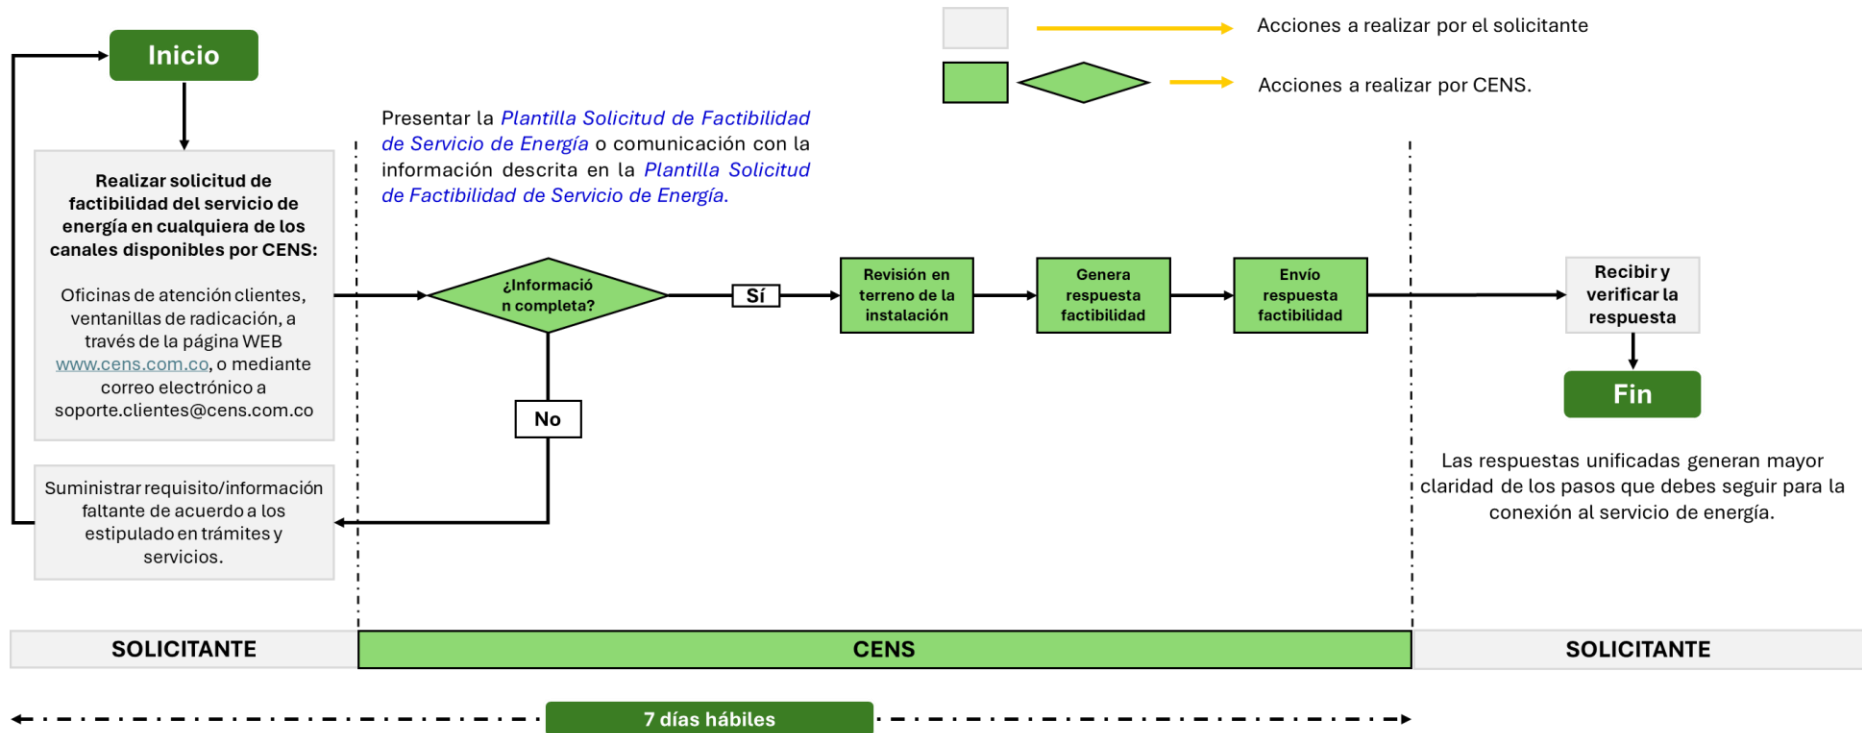 Inicio
Acciones a realizar por el solicitante
Acciones a realizar por CENS.
Presentar la Plantilla Solicitud de Factibilidad
de Servicio de Energía o comunicación con la
información descrita en la Plantilla Solicitud
de Factibilidad de Servicio de Energía.
Realizar solicitud de
factibilidad del servicio de
energía en cualquiera de los
canales disponibles por CENS:
Oficinas de atención clientes,
ventanillas de radicación, a
través de la página WEB
www.cens.com.co, o mediante
correo electrónico a
soporte.clientes@cens.com.co
¿Informació
n completa?
Sí
Revisión en
terreno de la
instalación
Genera
respuesta
factibilidad
Envío
respuesta
factibilidad
Recibir y
verificar la
respuesta
Fin
No
Suministrar requisito/información
faltante de acuerdo a los
estipulado en trámites y
servicios.
Las respuestas unificadas generan mayor
claridad de los pasos que debes seguir para la
conexión al servicio de energía.
SOLICITANTE
CENS
SOLICITANTE
7 días hábiles